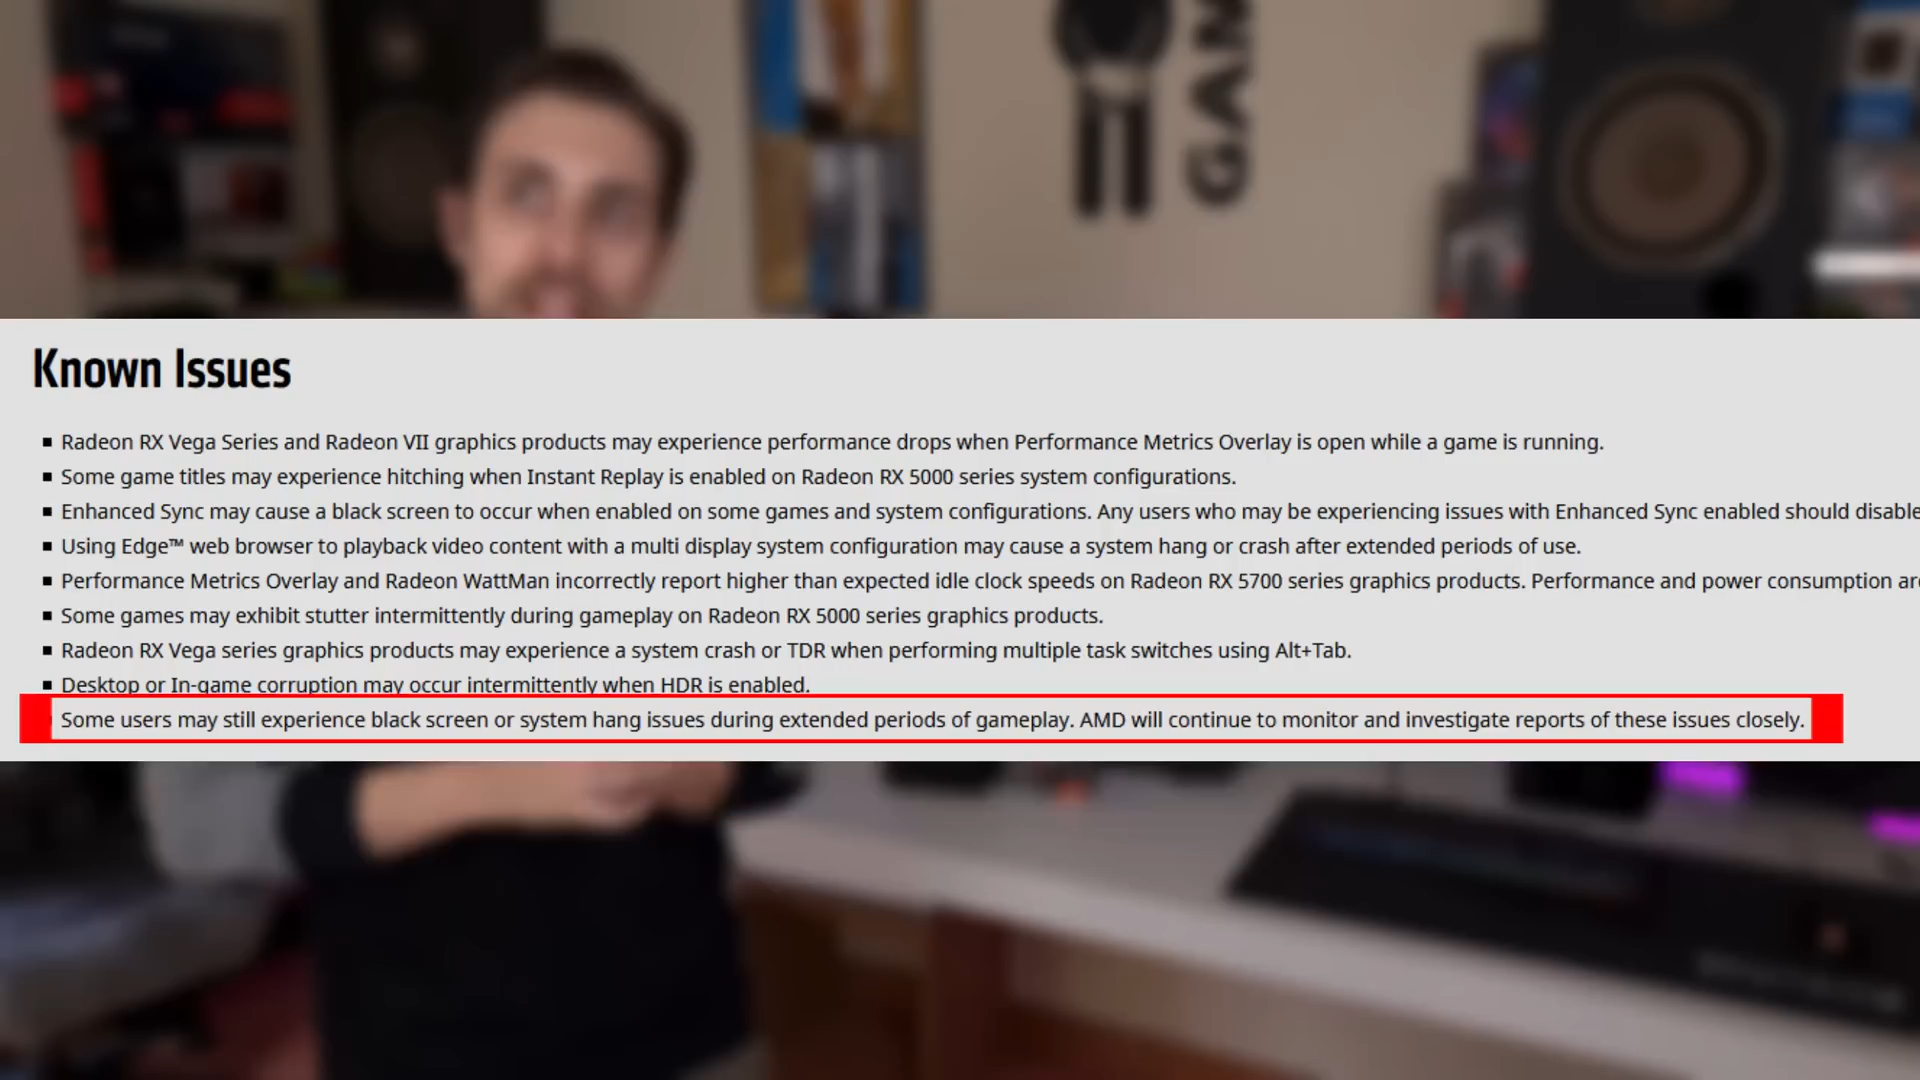 GAM
Known Issues
Radeon RX Vega Series and Radeon VII graphics products may experience performance drops when Performance Metrics Overlay is open while a game is running.
Some game titles may experience hitching when Instant Replay is enabled on Radeon RX 5000 series system configurations.
Enhanced Sync may cause a black screen to occur when enabled on some games and system configurations. Any users who may be experiencing issues with Enhanced Sync enabled should disable
Using Edge™ web browser to playback video content with a multi display system configuration may cause a system hang or crash after extended periods of use.
Performance Metrics Overlay and Radeon WattMan incorrectly report higher than expected idle clock speeds on Radeon RX 5700 series graphics products. Performance and power consumption ar
Some games may exhibit stutter intermittently during gameplay on Radeon RX 5000 series graphics products.
Radeon RX Vega series graphics products may experience a system crash or TDR when performing multiple task switches using Alt+Tab.
Desktop or In-game corruption may occur intermittently when HDR is enabled.
Some users may still experience black screen or system hang issues during extended periods of gameplay. AMD will continue to monitor and investigate reports of these issues closely.